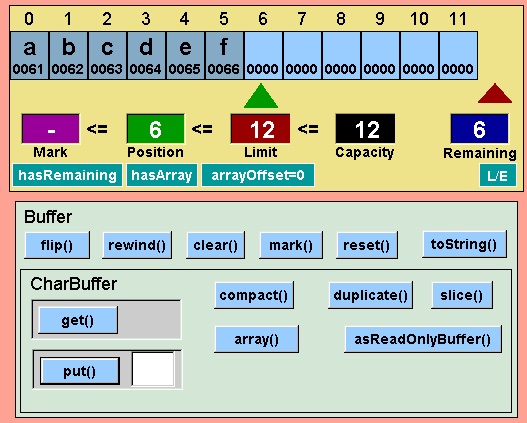 0 1 2 3 4 5 6 7 8 9 10 11
a b c d e f
0061 0062 0063 0064 0065 0066 0000 0000 0000 0000 0000 0000
- <= 6 <= 12 <= 12 6
Mark Position Limit Capacity Remaining
hasRemaining hasArray arrayOffset=0 L/E
Buffer
flip() rewind() clear() mark() reset() toString()
CharBuffer
compact() duplicate() slice()
get()
array() asReadOnlyBuffer()
put()